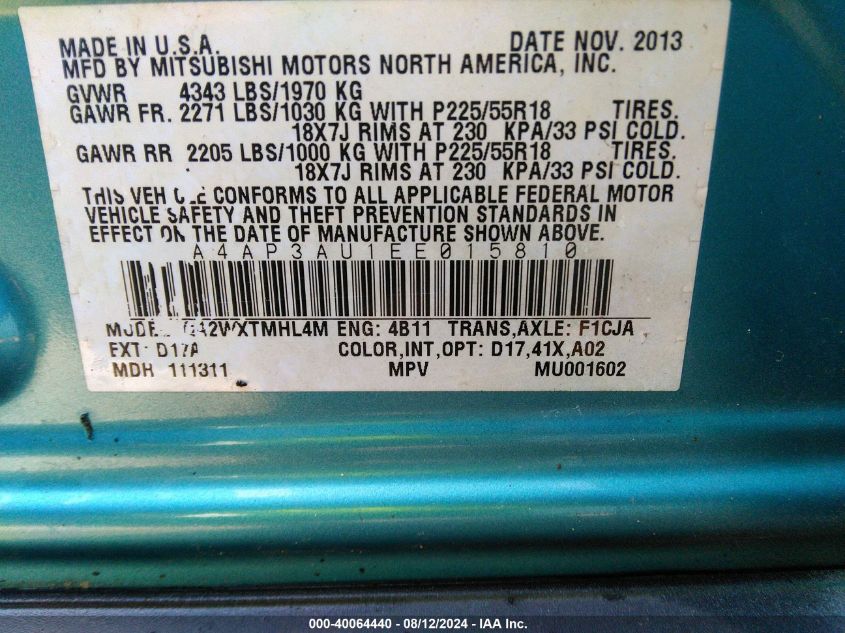 MADE IN U.S.A. DATE NOV. 2013
MFD BY MITSUBISHI MOTORS NORTH AMERICA, INC.
GVWR 4343 LBS/1970 KG
GAWR FR. 2271 LBS/1030 KG WITH P225/55R18 TIRES.
18X7J RIMS AT 230 KPA/33 PSI COLD.
GAWR RR 2205 LBS/1000 KG WITH P225/55R18 TIRES.
18X7J RIMS AT 230 KPA/33 PSI COLD.
THIS VEHICLE CONFORMS TO ALL APPLICABLE FEDERAL MOTOR
VEHICLE SAFETY AND THEFT PREVENTION STANDARDS IN
EFFECT ON THE DATE OF MANUFACTURE SHOWN ABOVE.
A4AP3AU1EE015810
MODEL GA2WXTMHL4M ENG: 4B11 TRANS,AXLE: F1CJA
EXT: D17A COLOR,INT,OPT: D17,41X,A02
MDH 111311 MPV MU001602
000-40064440 - 08/12/2024 - IAA Inc.